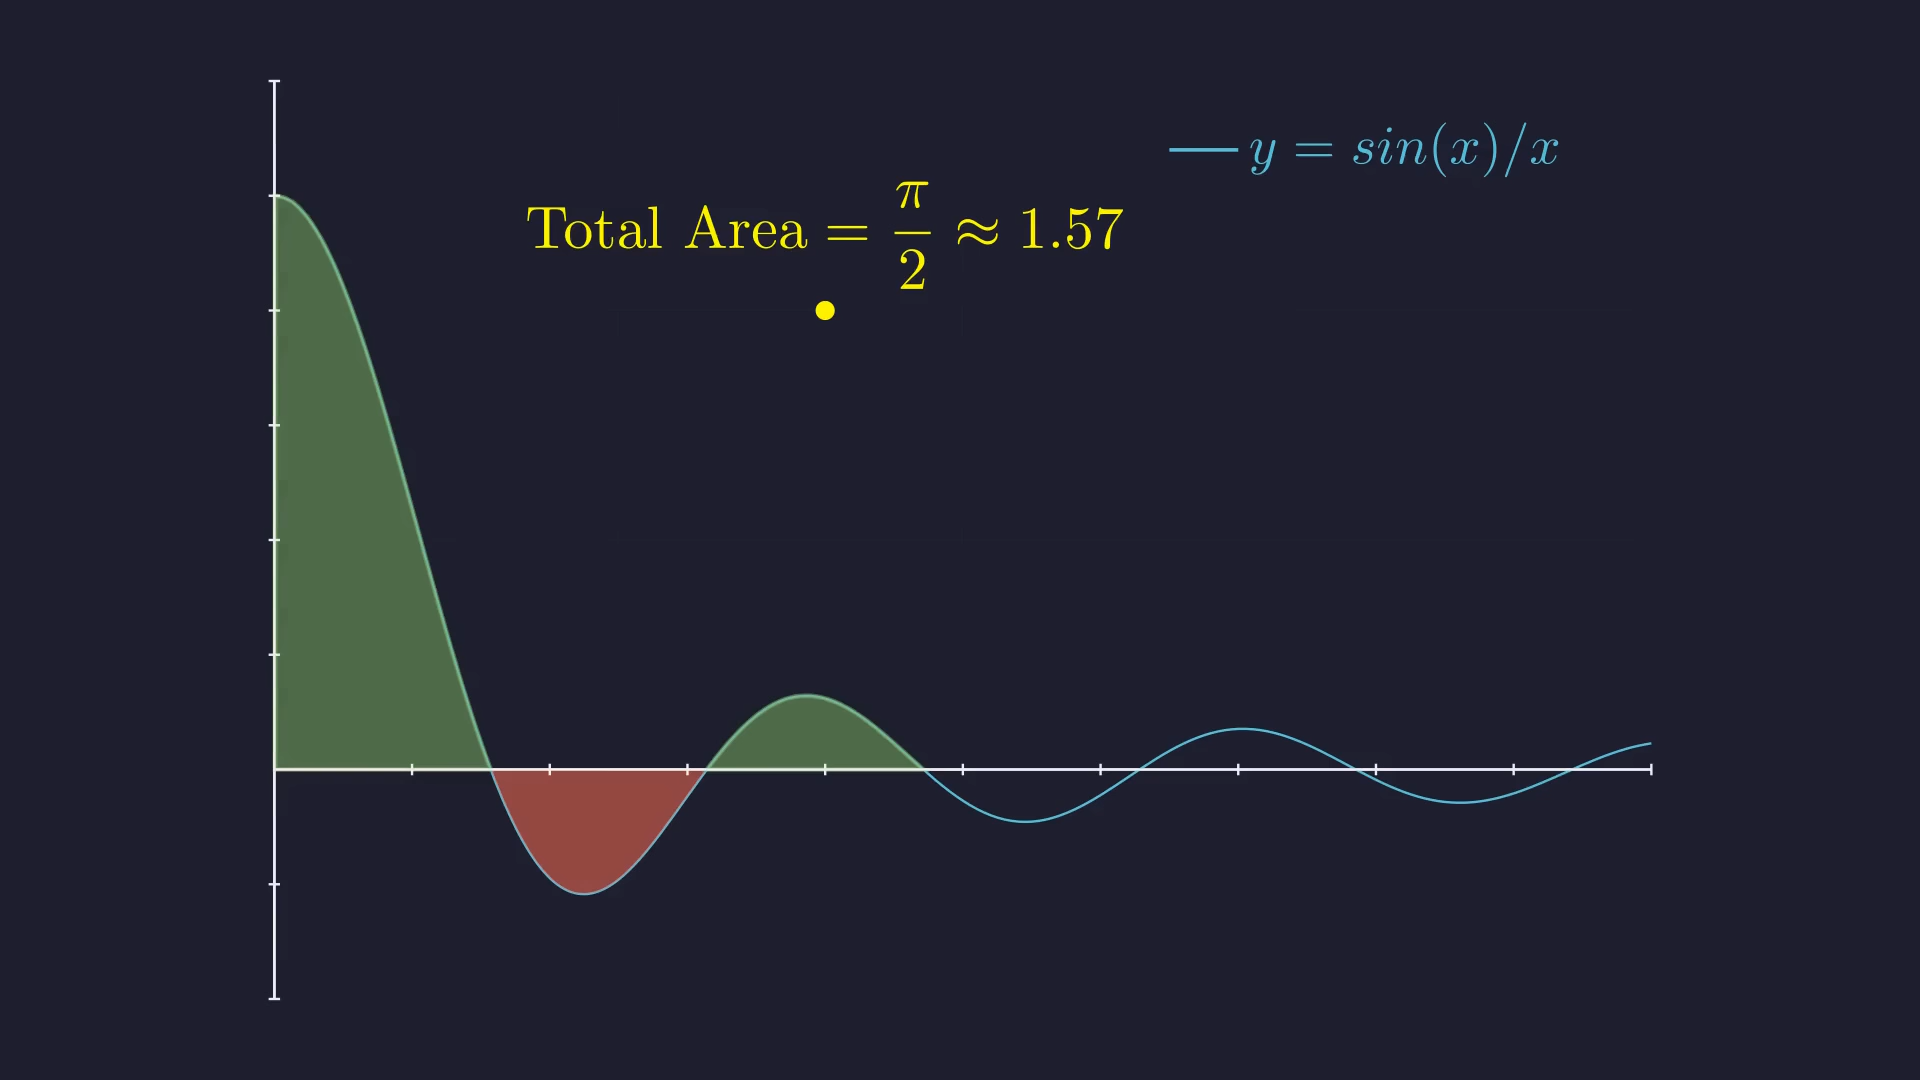 y = sin(x)/x
Total Area = π/2 ≈ 1.57